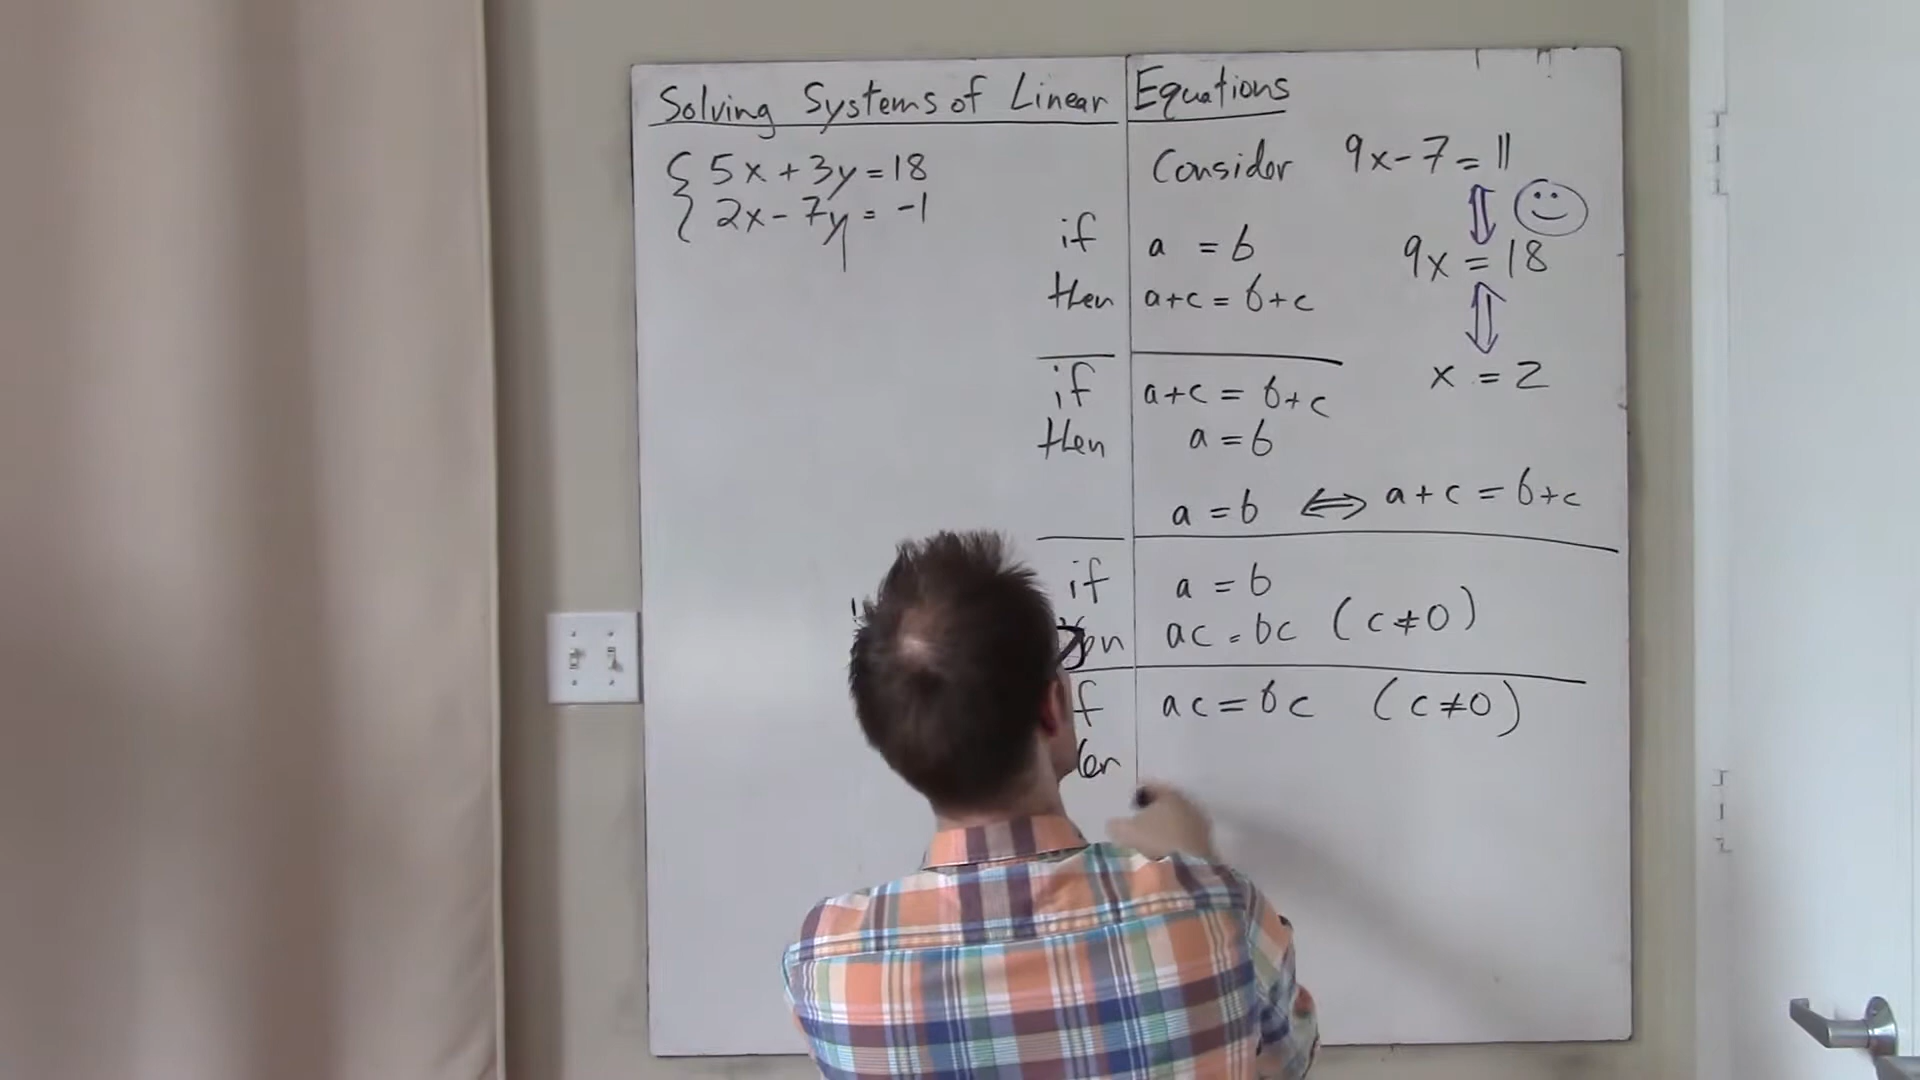 Solving Systems of Linear Equations
5x + 3y = 18
2x - 7y = -1
Consider 9x - 7 = 11
9x = 18
x = 2
if a = b
then a+c = b+c
if a+c = b+c
then a = b
a = b ⟺ a+c = b+c
if a = b
ac = bc (c≠0)
ac = bc (c≠0)